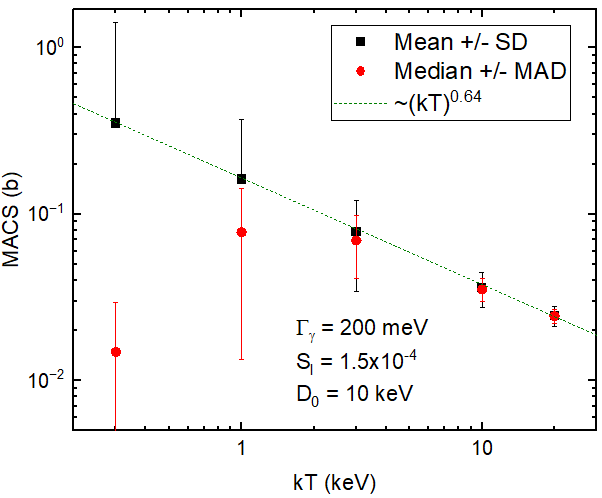 Mean +/- SD
Median +/- MAD
~(kT)^0.64
10^0
10^-1
10^-2
MACS (b)
Γγ = 200 meV
Sl = 1.5x10^-4
D0 = 10 keV
1
10
kT (keV)